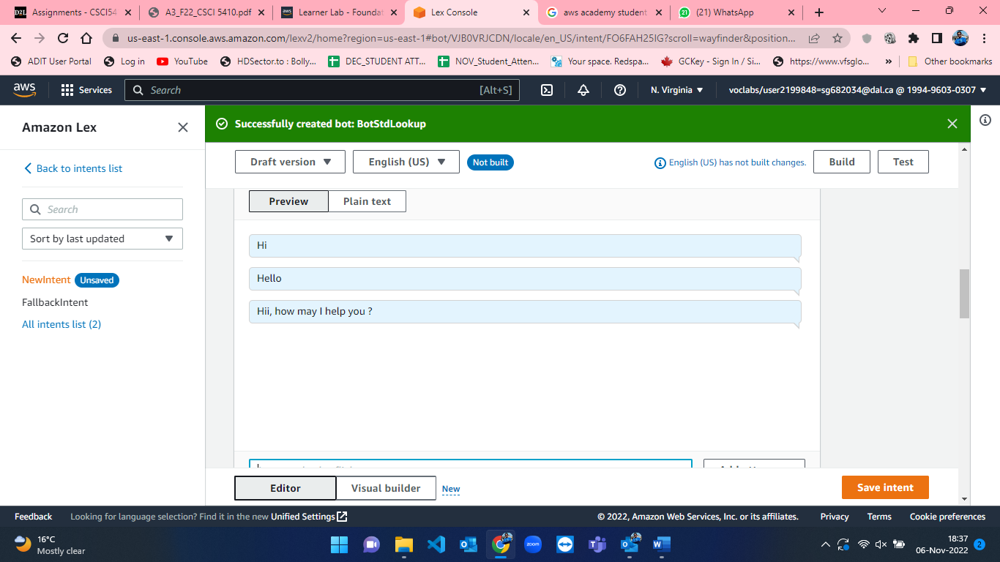 Assignments - CSCI54
A3_F22_CSCI 5410.pdf
Learner Lab - Foundat
Lex Console
aws academy student
(21) WhatsApp
us-east-1.console.aws.amazon.com/lexv2/home?region=us-east-1#bot/VJB0VRJCDN/locale/en_US/intent/FO6FAH25IG?scroll=wayfinder&position...
ADIT User Portal
Log in
YouTube
HDSector.to : Bolly...
DEC_STUDENT ATT...
NOV_Student_Atten...
Your space. Redspa...
GCKey - Sign In / Si...
https://www.vfsglo...
»
Other bookmarks
aws
Services
Search
[Alt+S]
N. Virginia
voclabs/user2199848=sg682034@dal.ca @ 1994-9603-0307
Amazon Lex
Successfully created bot: BotStdLookup
Back to intents list
Draft version
English (US)
Not built
English (US) has not built changes.
Build
Test
Search
Sort by last updated
Preview
Plain text
NewIntent
Unsaved
FallbackIntent
All intents list (2)
Hi
Hello
Hii, how may I help you ?
Editor
Visual builder
New
Save intent
Feedback
Looking for language selection? Find it in the new Unified Settings
© 2022, Amazon Web Services, Inc. or its affiliates.
Privacy
Terms
Cookie preferences
16°C
Mostly clear
zoom
18:37
06-Nov-2022
2